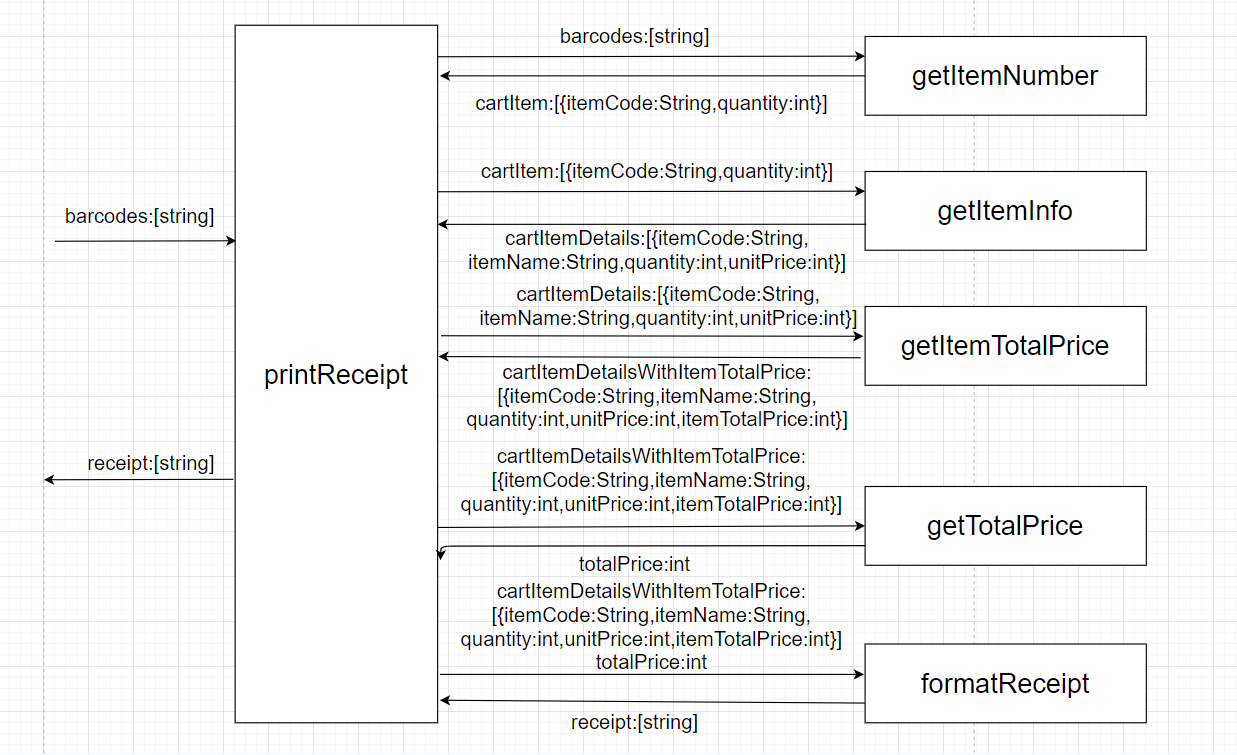 barcodes:[string]
receipt:[string]
printReceipt
barcodes:[string]
cartItem:[{itemCode:String,quantity:int}]
getItemNumber
cartItem:[{itemCode:String,quantity:int}]
cartItemDetails:[{itemCode:String,
itemName:String,quantity:int,unitPrice:int}]
getItemInfo
cartItemDetails:[{itemCode:String,
itemName:String,quantity:int,unitPrice:int}]
cartItemDetailsWithItemTotalPrice:
[{itemCode:String,itemName:String,
quantity:int,unitPrice:int,itemTotalPrice:int}]
getItemTotalPrice
cartItemDetailsWithItemTotalPrice:
[{itemCode:String,itemName:String,
quantity:int,unitPrice:int,itemTotalPrice:int}]
totalPrice:int
getTotalPrice
cartItemDetailsWithItemTotalPrice:
[{itemCode:String,itemName:String,
quantity:int,unitPrice:int,itemTotalPrice:int}]
totalPrice:int
receipt:[string]
formatReceipt